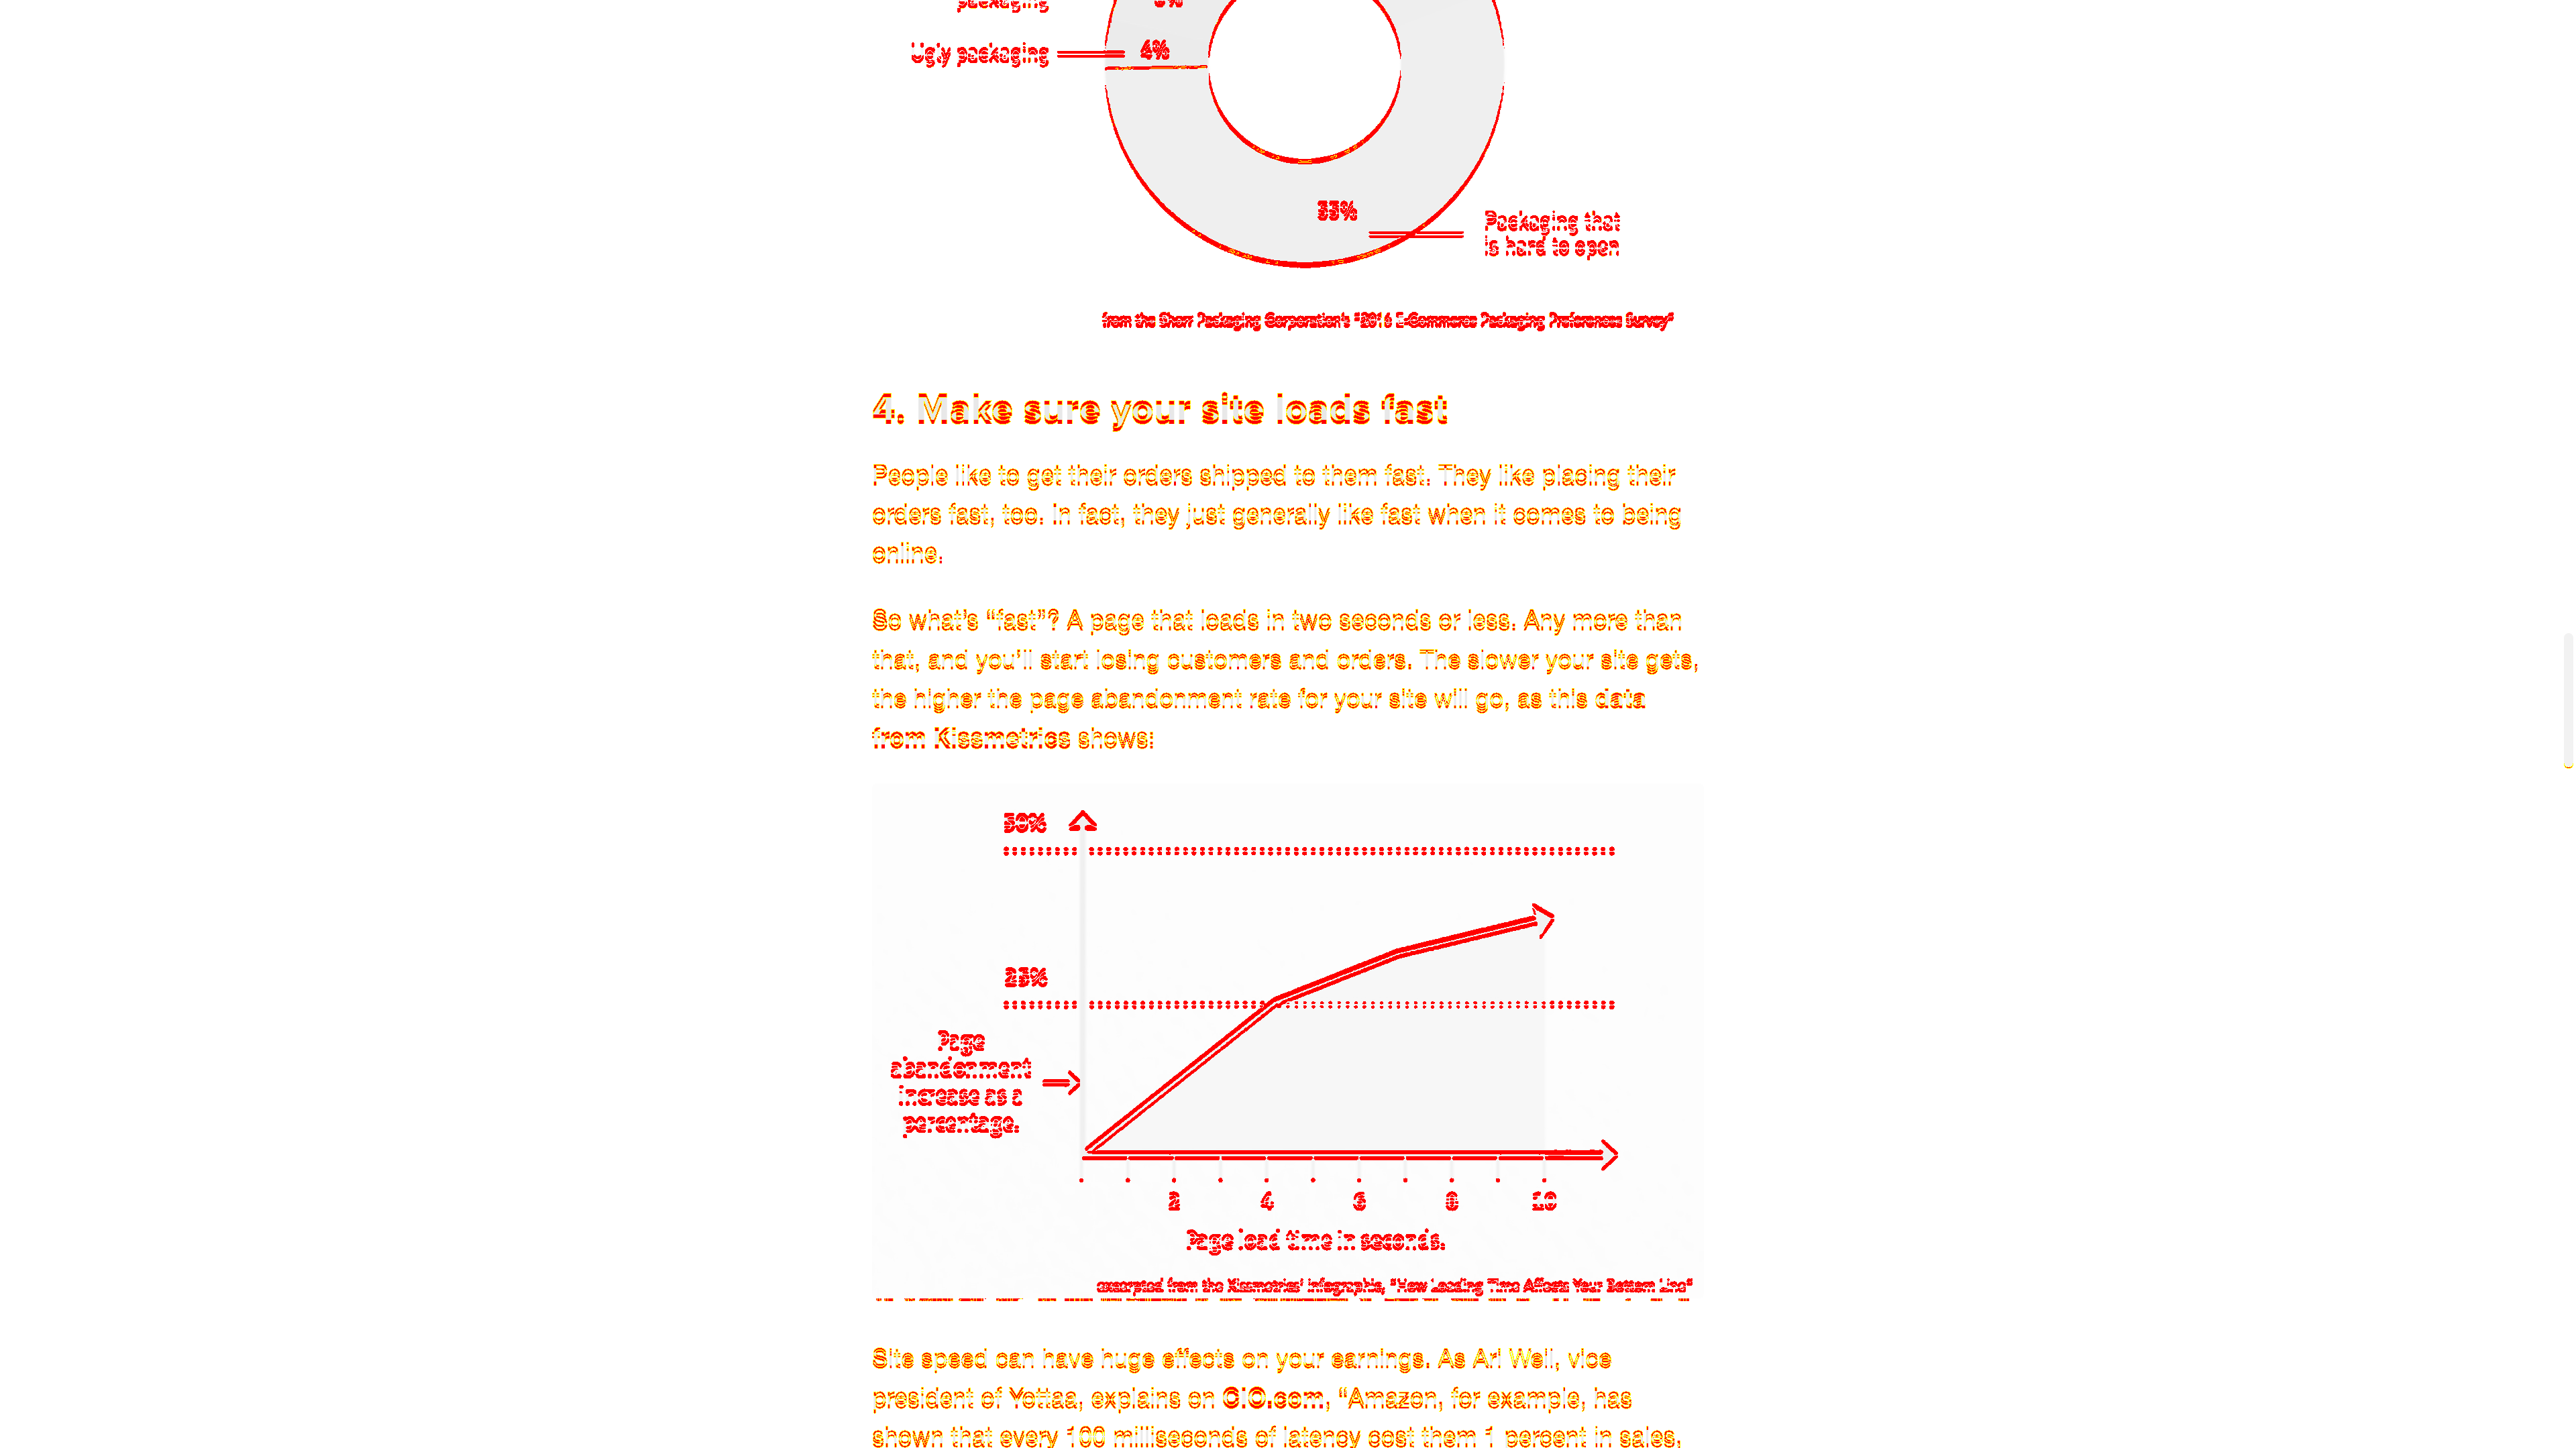 packaging
Ugly packaging
4%
33%
Packaging that
is hard to open
from the Shorr Packaging Corporation's "2016 E-Commerce Packaging Preferences Survey"
4. Make sure your site loads fast
People like to get their orders shipped to them fast. They like placing their
orders fast, too. In fact, they just generally like fast when it comes to being
online.
So what's “fast”? A page that loads in two seconds or less. Any more than
that, and you'll start losing customers and orders. The slower your site gets,
the higher the page abandonment rate for your site will go, as this data
from Kissmetrics shows:
50%
25%
Page
abandonment
increase as a
percentage.
2 4 6 8 10
Page load time in seconds.
excerpted from the Kissmetrics' infographic, "How Loading Time Affects Your Bottom Line"
Site speed can have huge effects on your earnings. As Ari Weil, vice
president of Yottaa, explains on CIO.com, “Amazon, for example, has
shown that every 100 milliseconds of latency cost them 1 percent in sales,